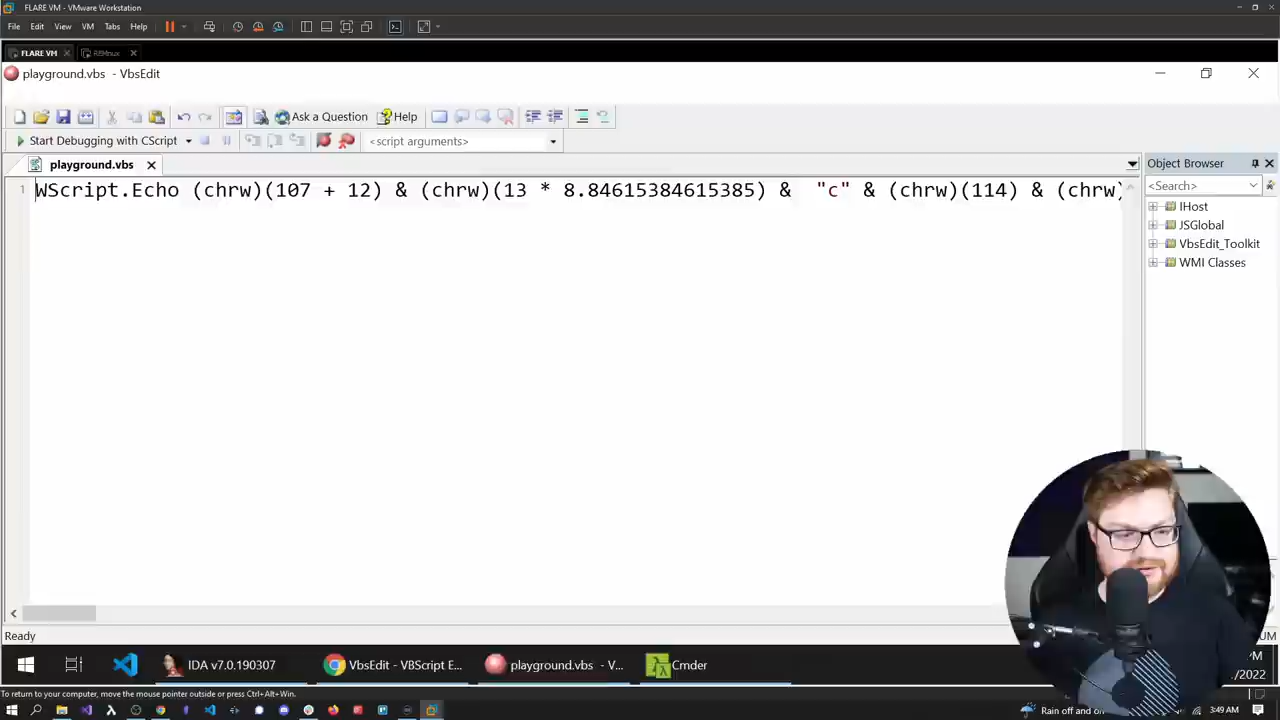 FLARE VM - VMware Workstation
File Edit View VM Tabs Help
FLARE VM REMnux
playground.vbs - VbsEdit
Ask a Question Help
Start Debugging with CScript <script arguments>
playground.vbs Object Browser
1 WScript.Echo (chrw)(107 + 12) & (chrw)(13 * 8.84615384615385) & "c" & (chrw)(114) & (chrw)
<Search>
IHost
JSGlobal
VbsEdit_Toolkit
WMI Classes
Ready
IDA v7.0.190307 VbsEdit - VBScript E... playground.vbs - V... Cmder
/2022
To return to your computer, move the mouse pointer outside or press Ctrl+Alt+Win.
Rain off and on 3:49 AM